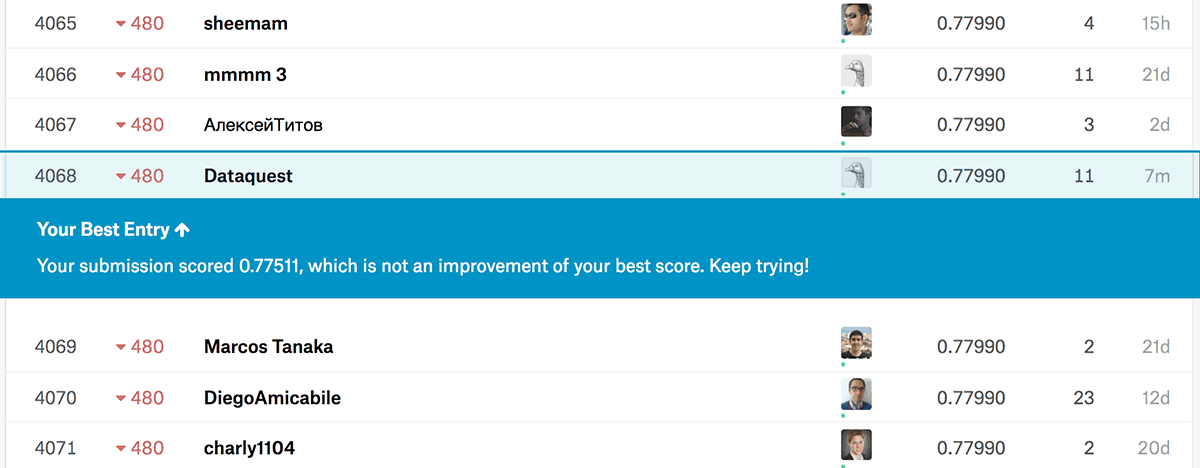 4065 480 sheemam 0.77990 4 15h
4066 480 mmmm 3 0.77990 11 21d
4067 480 АлексейТитов 0.77990 3 2d
4068 480 Dataquest 0.77990 11 7m
Your Best Entry
Your submission scored 0.77511, which is not an improvement of your best score. Keep trying!
4069 480 Marcos Tanaka 0.77990 2 21d
4070 480 DiegoAmicabile 0.77990 23 12d
4071 480 charly1104 0.77990 2 20d